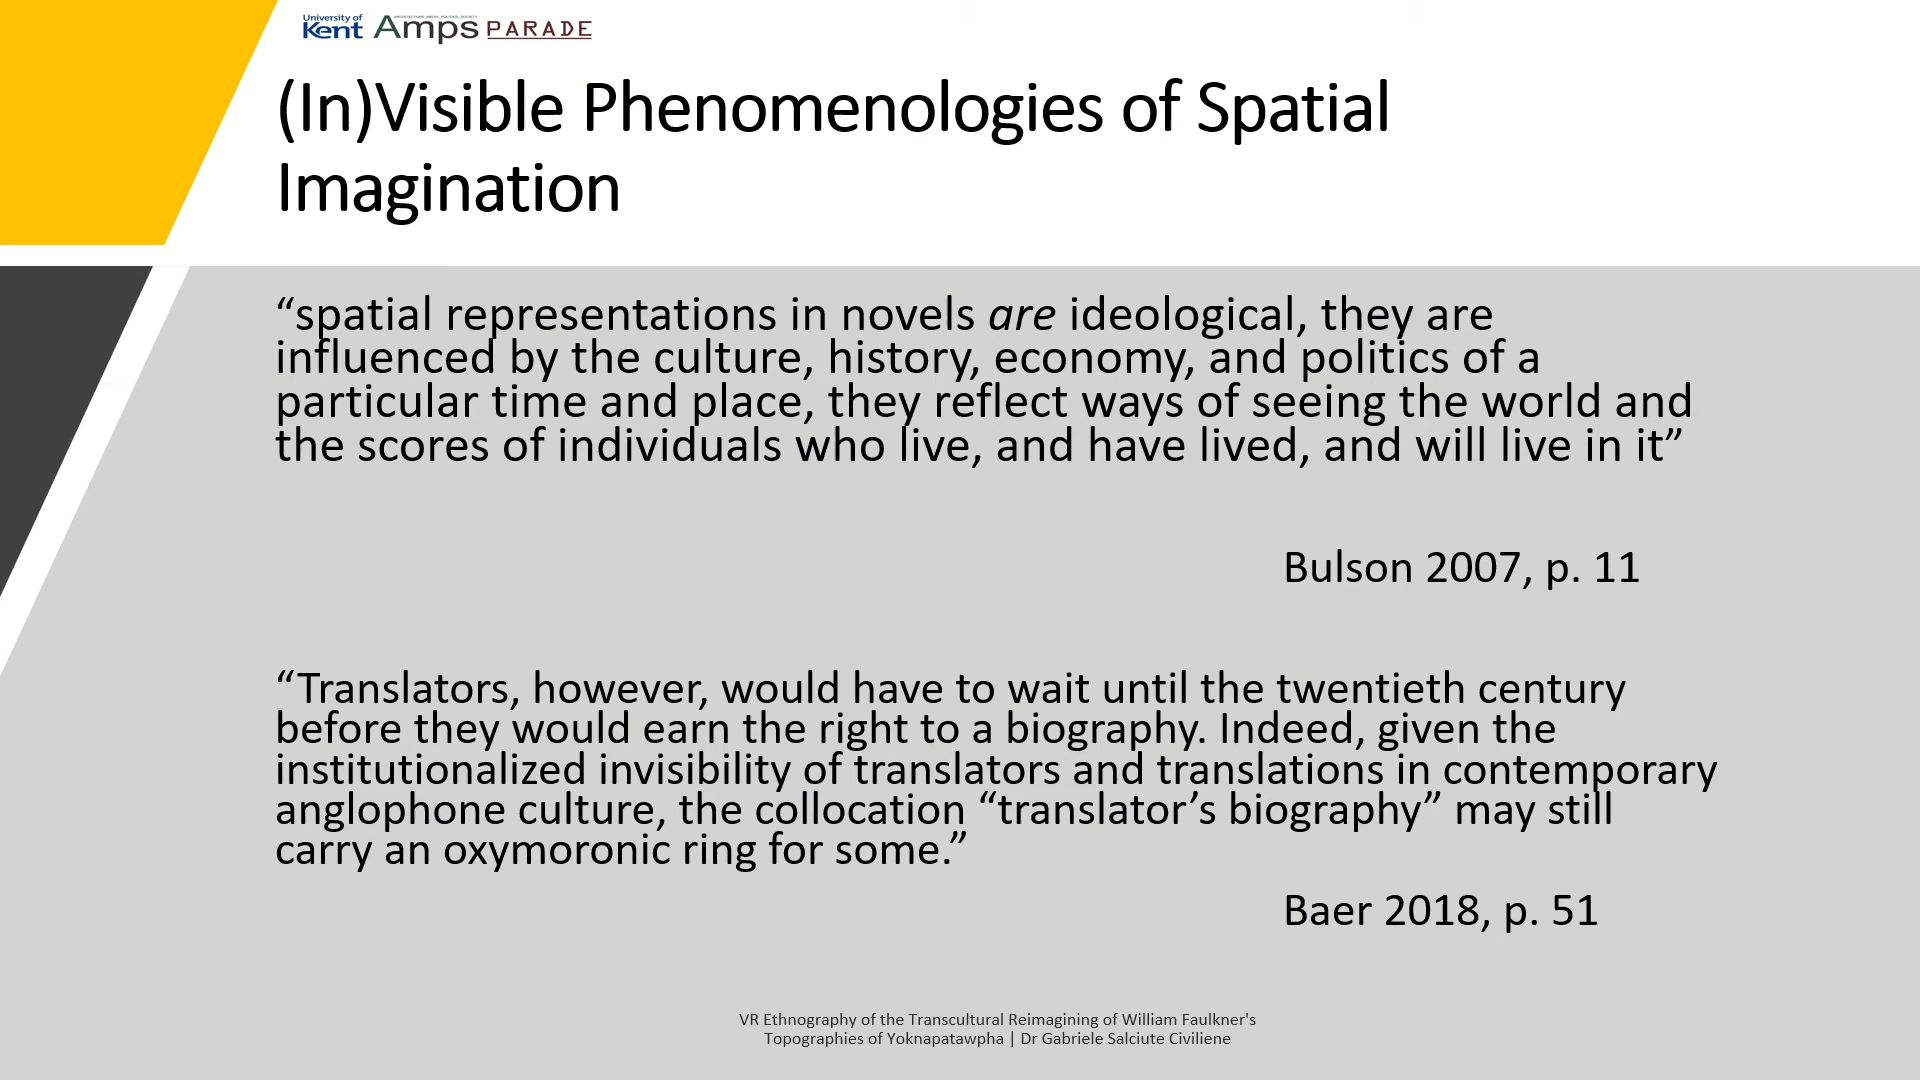 University of
Kent Amps PARADE
(In)Visible Phenomenologies of Spatial
Imagination
“spatial representations in novels are ideological, they are
influenced by the culture, history, economy, and politics of a
particular time and place, they reflect ways of seeing the world and
the scores of individuals who live, and have lived, and will live in it”
Bulson 2007, p. 11
“Translators, however, would have to wait until the twentieth century
before they would earn the right to a biography. Indeed, given the
institutionalized invisibility of translators and translations in contemporary
anglophone culture, the collocation “translator’s biography” may still
carry an oxymoronic ring for some.”
Baer 2018, p. 51
VR Ethnography of the Transcultural Reimagining of William Faulkner's
Topographies of Yoknapatawpha | Dr Gabriele Salciute Civiliene